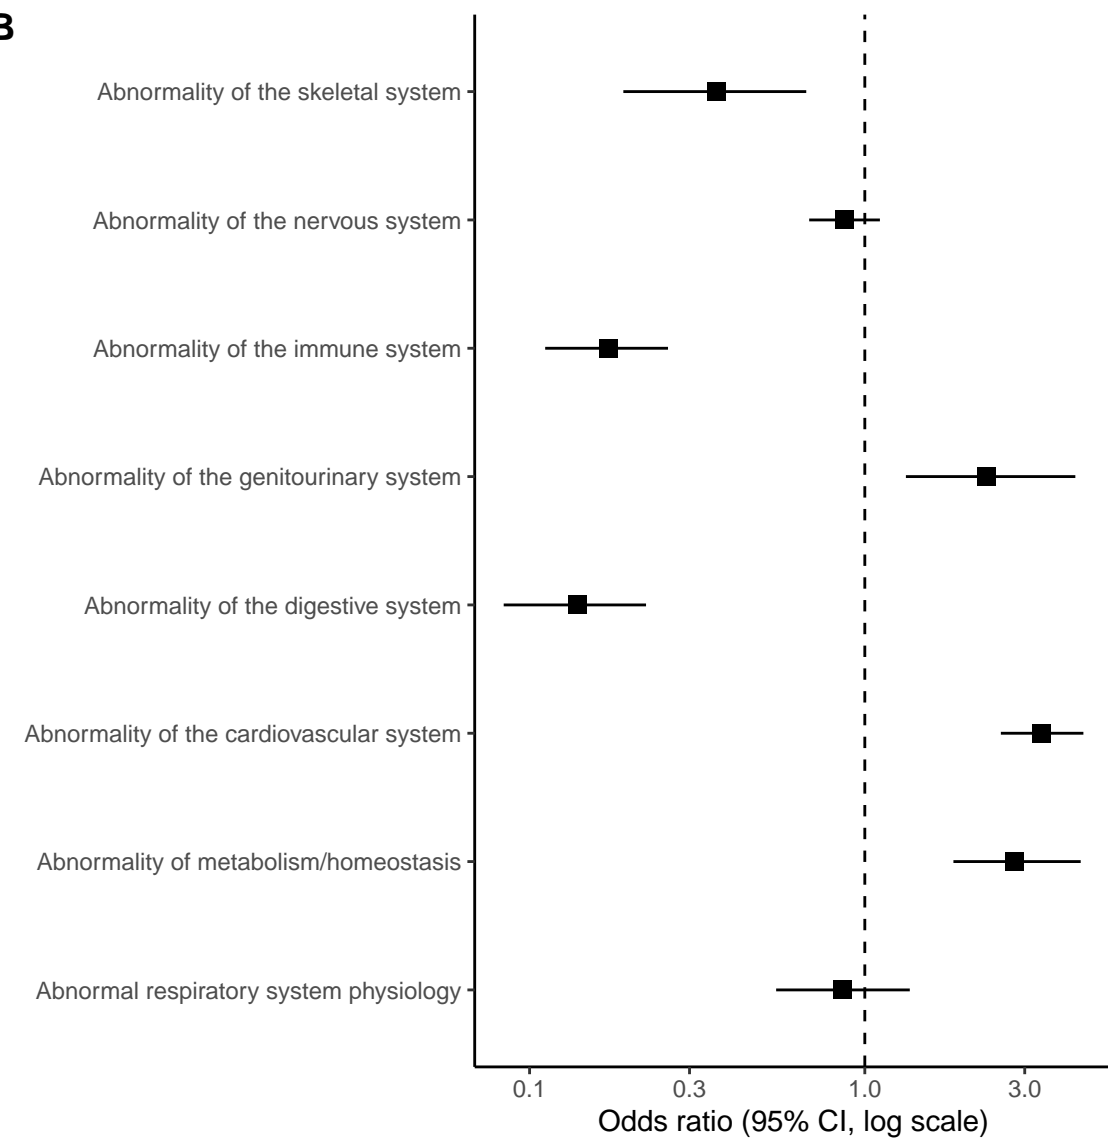 B
Abnormality of the skeletal system
Abnormality of the nervous system
Abnormality of the immune system
Abnormality of the genitourinary system
Abnormality of the digestive system
Abnormality of the cardiovascular system
Abnormality of metabolism/homeostasis
Abnormal respiratory system physiology
0.1 0.3 1.0 3.0
Odds ratio (95% CI, log scale)